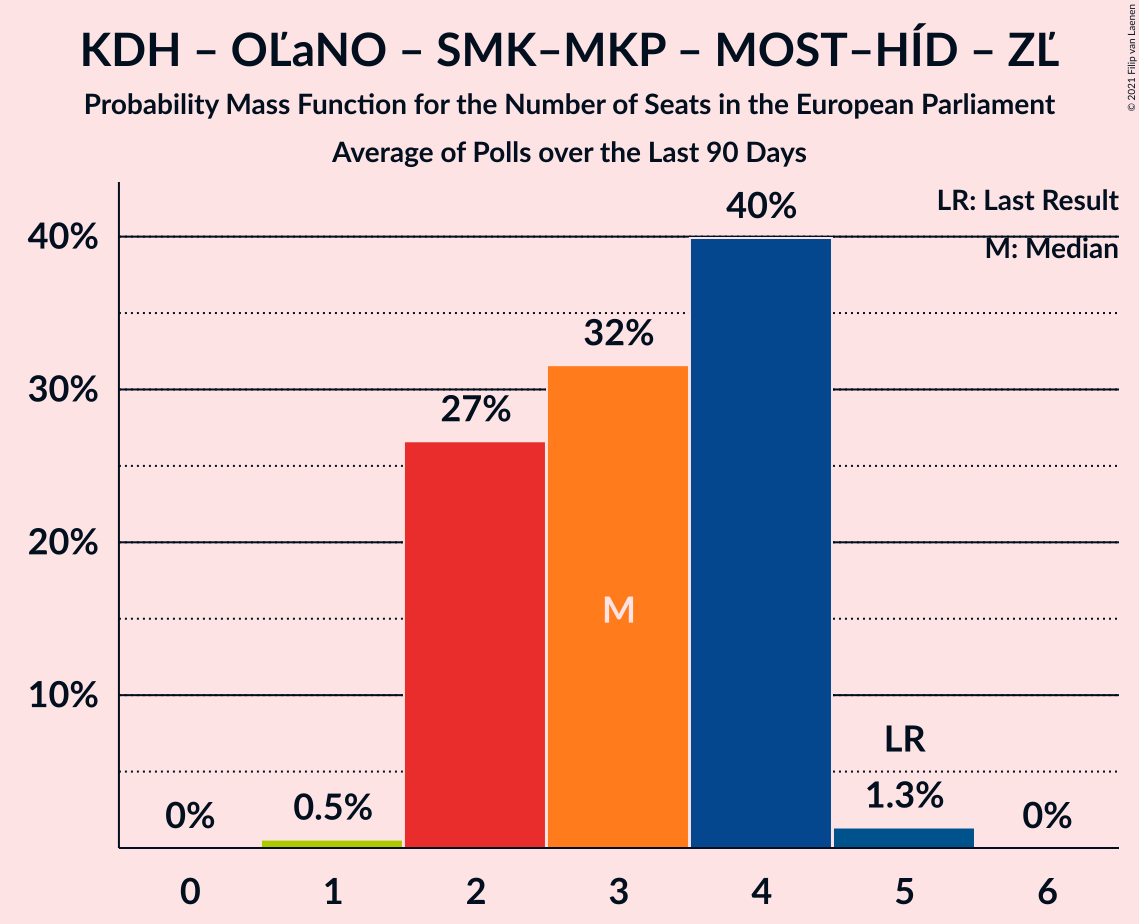 KDH – OĽaNO – SMK–MKP – MOST–HÍD – ZĽ
Probability Mass Function for the Number of Seats in the European Parliament
Average of Polls over the Last 90 Days
© 2021 Filip van Laenen
LR: Last Result
M: Median
40%
30%
20%
10%
0%
0.5%
27%
32%
40%
1.3%
0%
M
LR
0 1 2 3 4 5 6